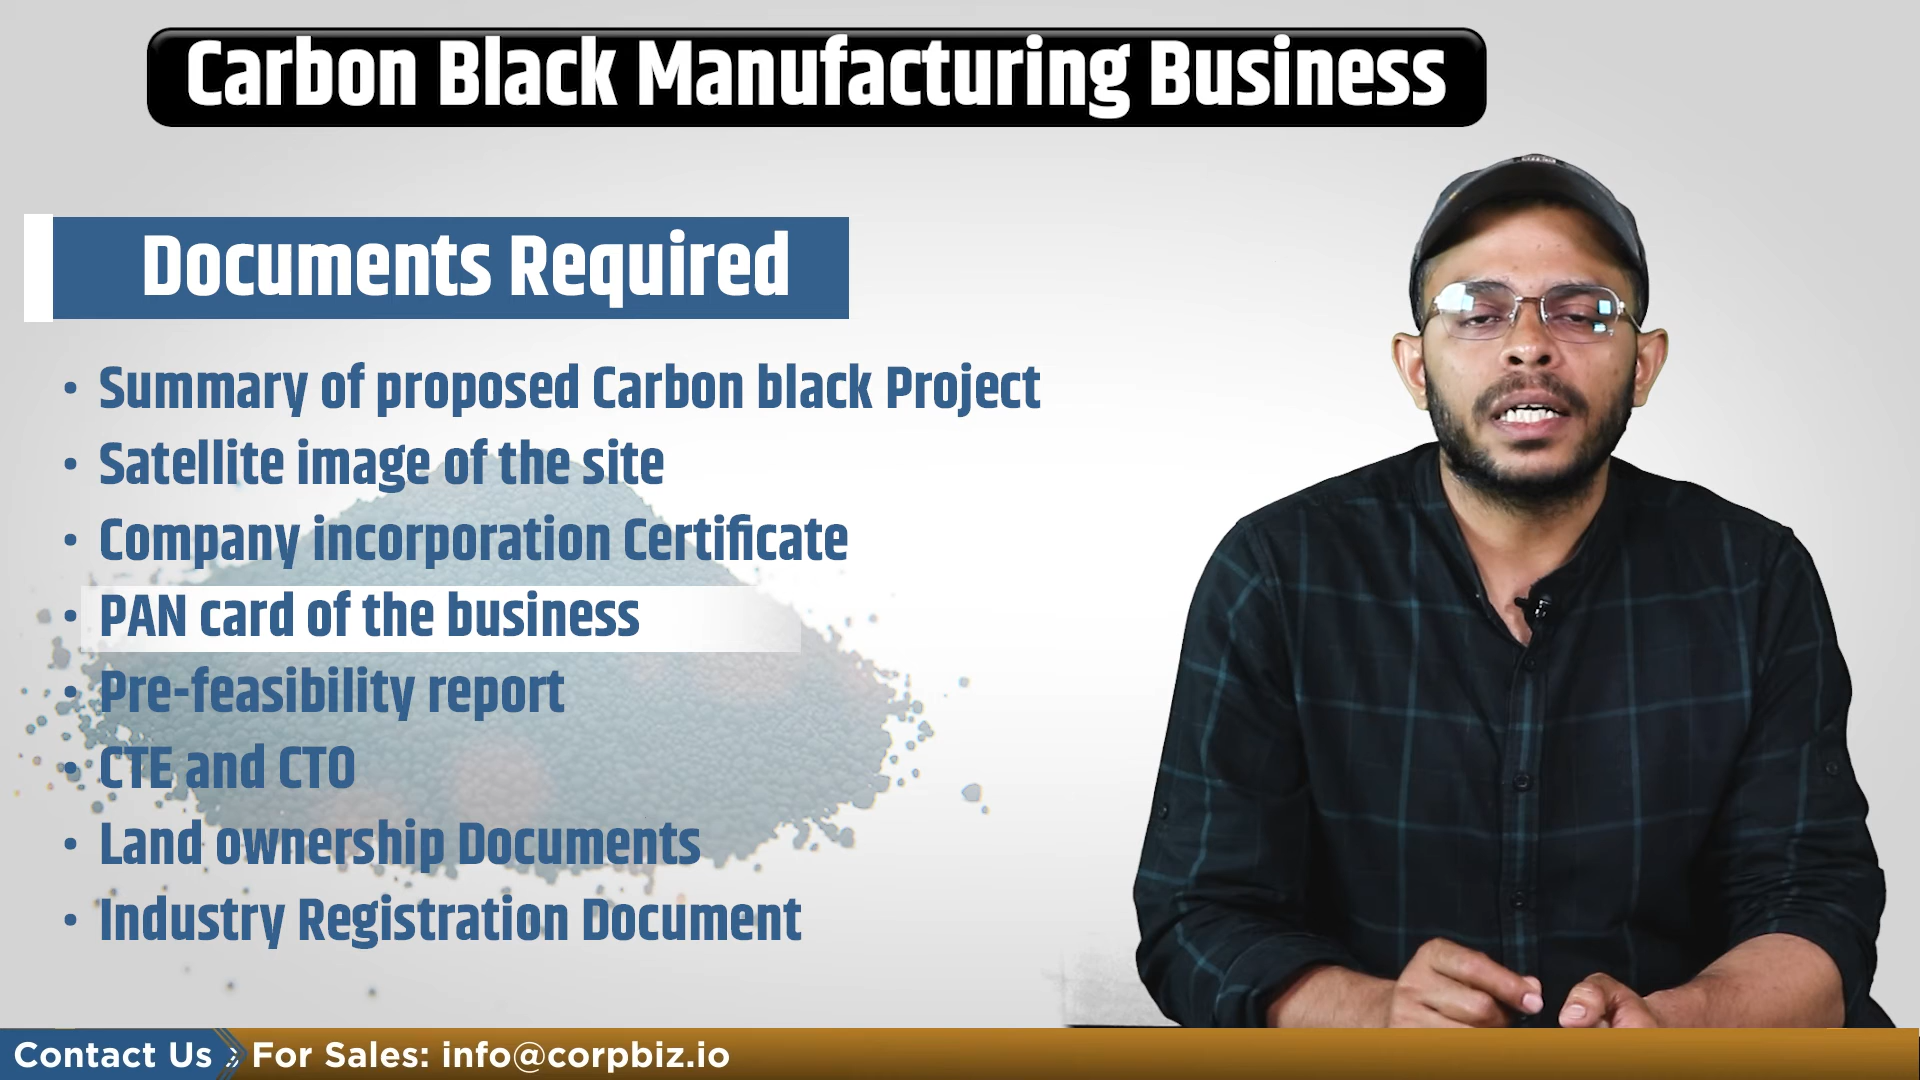 Carbon Black Manufacturing Business
Documents Required
• Summary of proposed Carbon black Project
• Satellite image of the site
• Company incorporation Certificate
• PAN card of the business
• Pre-feasibility report
• CTE and CTO
• Land ownership Documents
• Industry Registration Document
Contact Us For Sales: info@corpbiz.io